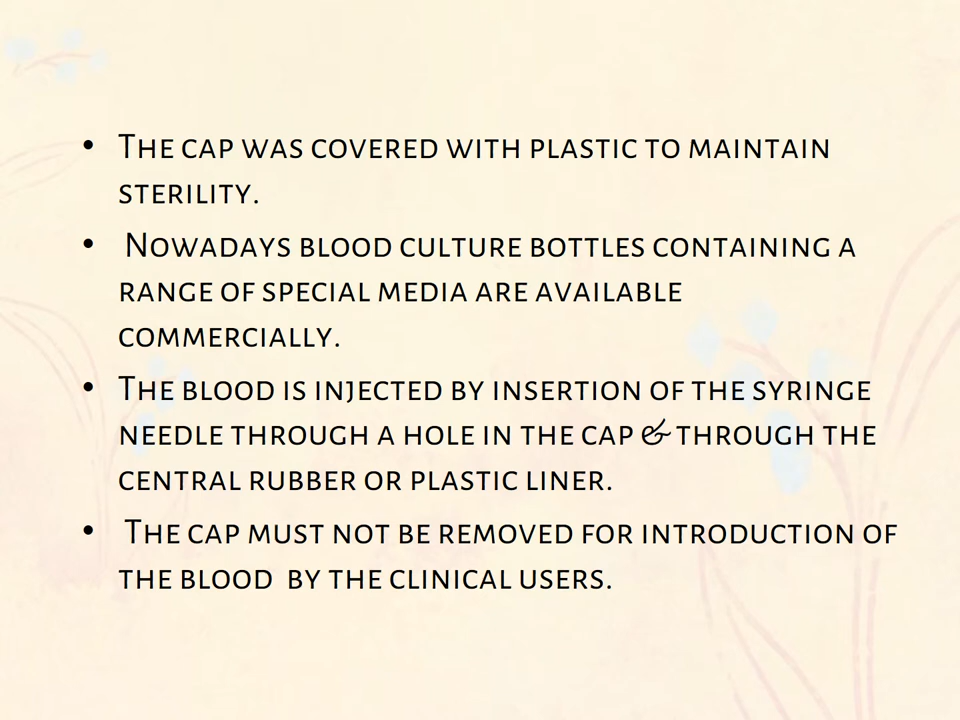 • The cap was covered with plastic to maintain
sterility.
• Nowadays blood culture bottles containing a
range of special media are available
commercially.
• The blood is injected by insertion of the syringe
needle through a hole in the cap & through the
central rubber or plastic liner.
• The cap must not be removed for introduction of
the blood  by the clinical users.